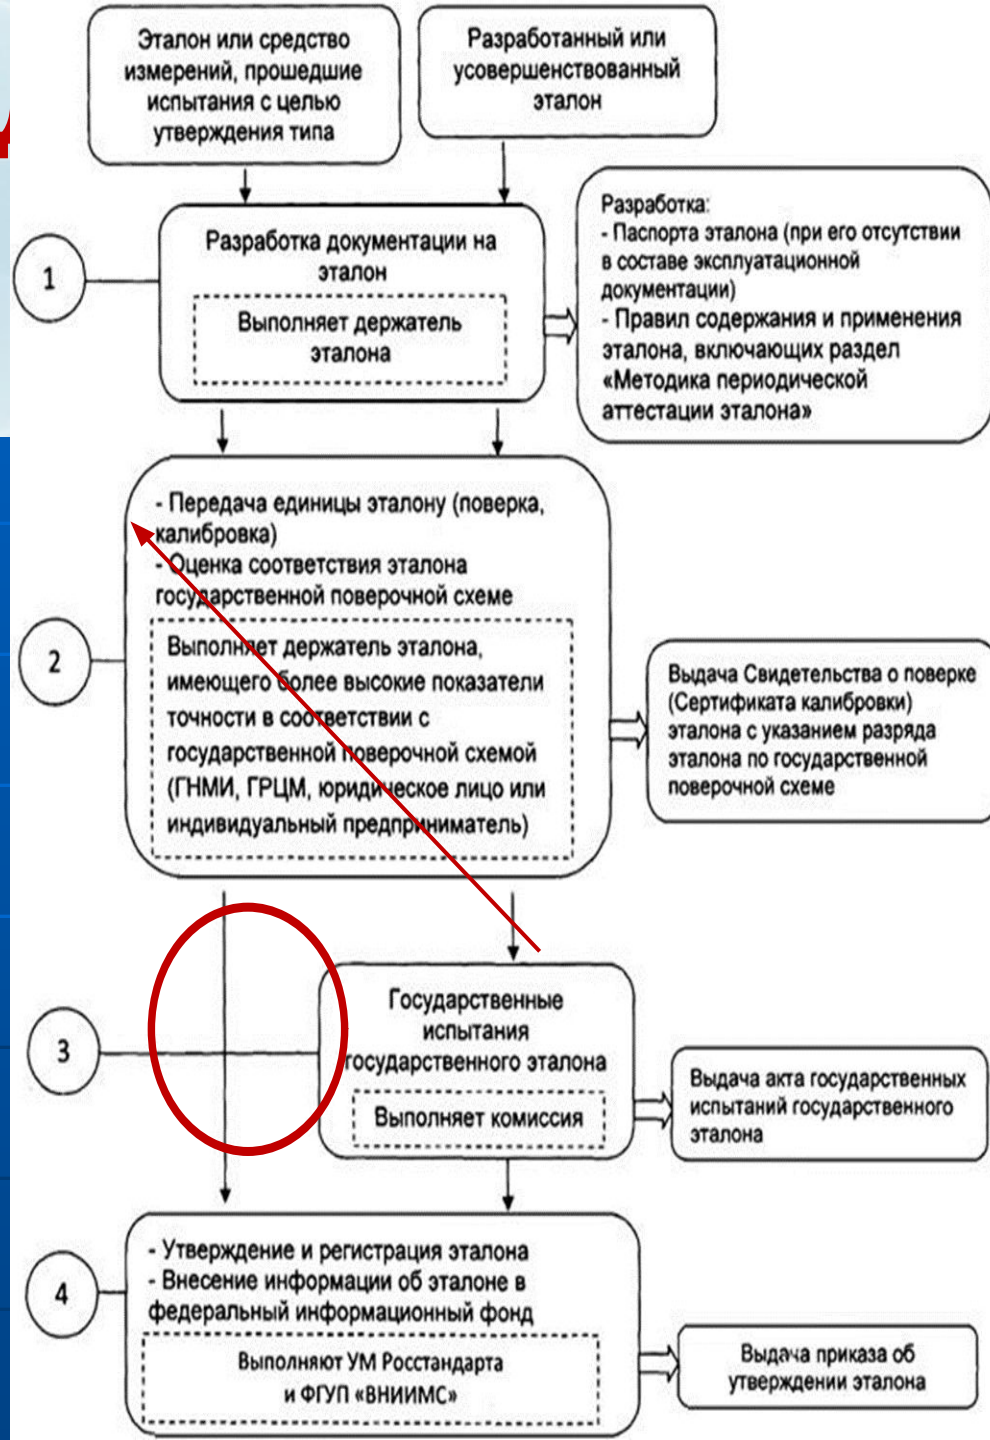 Эталон или средство
измерений, прошедшие
испытания с целью
утверждения типа
Разработанный или
усовершенствованный
эталон
1
Разработка документации на
эталон
Выполняет держатель
эталона
Разработка:
- Паспорта эталона (при его отсутствии
в составе эксплуатационной
документации)
- Правил содержания и применения
эталона, включающих раздел
«Методика периодической
аттестации эталона»
2
- Передача единицы эталону (поверка,
калибровка)
- Оценка соответствия эталона
государственной поверочной схеме
Выполняет держатель эталона,
имеющего более высокие показатели
точности в соответствии с
государственной поверочной схемой
(ГНМИ, ГРЦМ, юридическое лицо или
индивидуальный предприниматель)
Выдача Свидетельства о поверке
(Сертификата калибровки)
эталона с указанием разряда
эталона по государственной
поверочной схеме
3
Государственные
испытания
государственного эталона
Выполняет комиссия
Выдача акта государственных
испытаний государственного
эталона
4
- Утверждение и регистрация эталона
- Внесение информации об эталоне в
федеральный информационный фонд
Выполняют УМ Росстандарта
и ФГУП «ВНИИМС»
Выдача приказа об
утверждении эталона